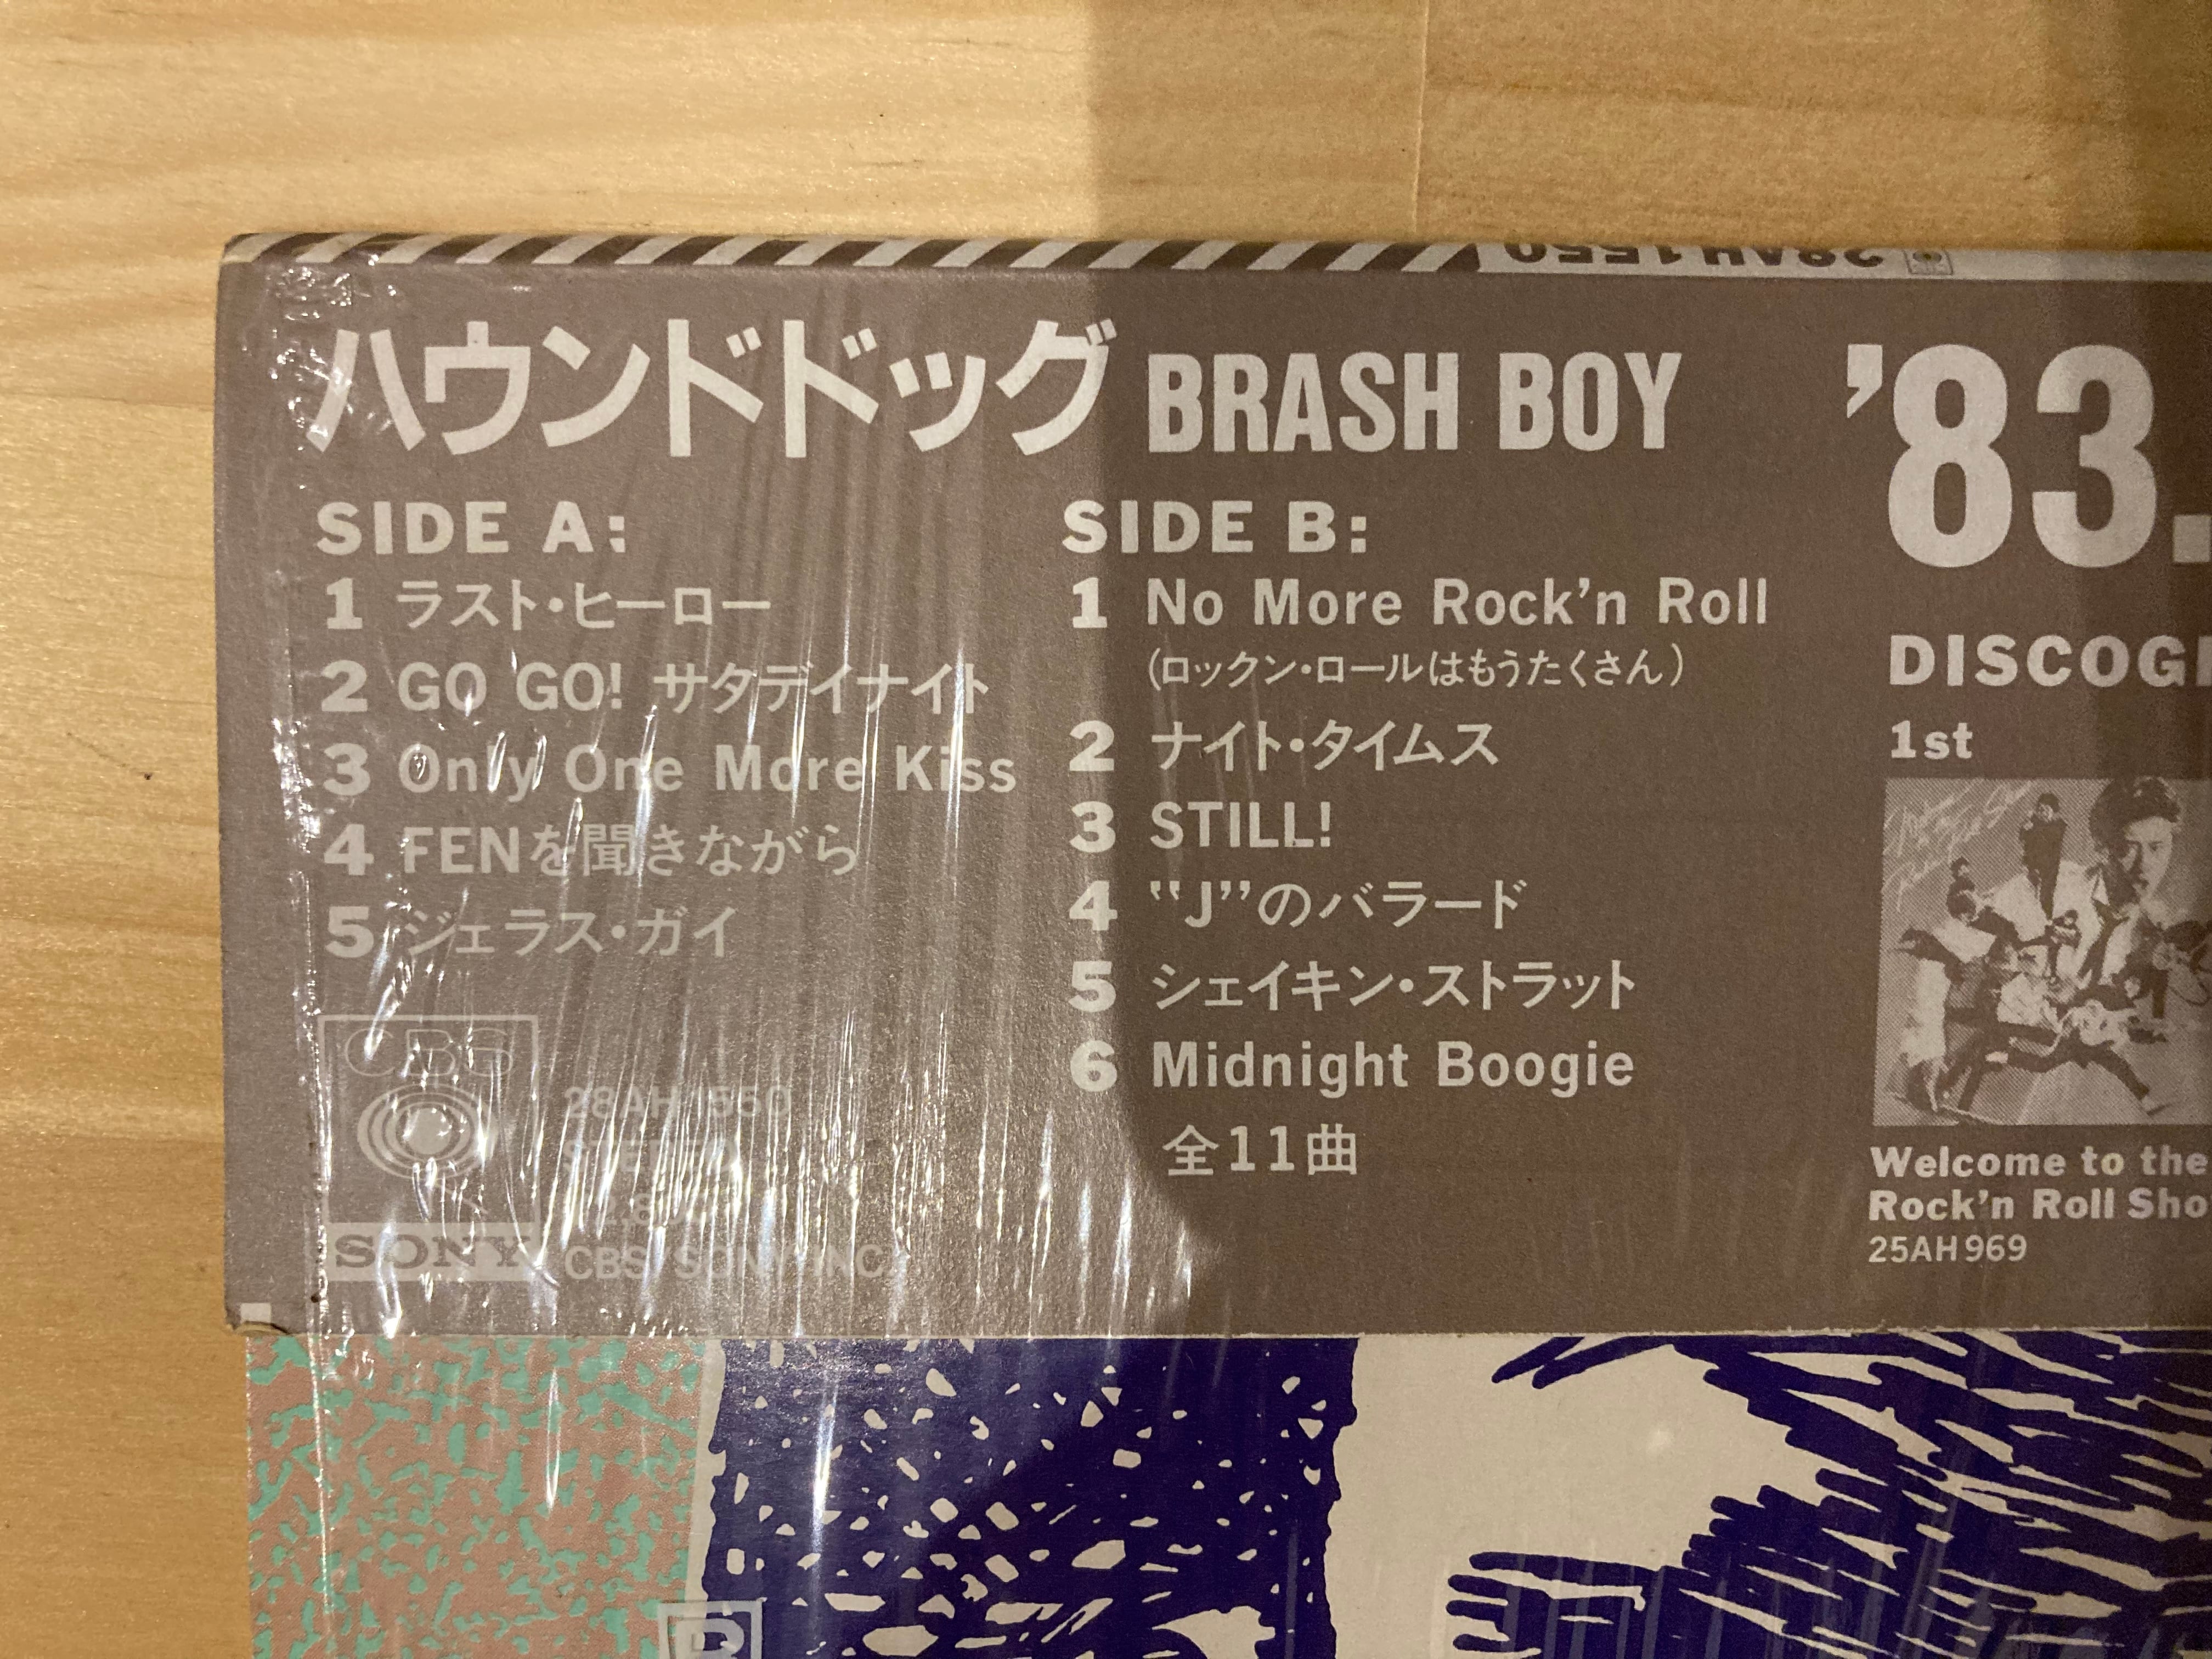 28AH1550
ハウンドドッグ BRASH BOY
'83.
SIDE A:
1 ラスト・ヒーロー
2 GO GO! サタデイナイト
3 Only One More Kiss
4 FENを聞きながら
5 ジェラス・ガイ
CBS
SONY
28AH1550
STEREO
CBS/SONY INC.
SIDE B:
1 No More Rock'n Roll
(ロックン・ロールはもうたくさん)
2 ナイト・タイムス
3 STILL!
4 “J”のバラード
5 シェイキン・ストラット
6 Midnight Boogie
全11曲
1st
Welcome to the
Rock'n Roll
25AH969